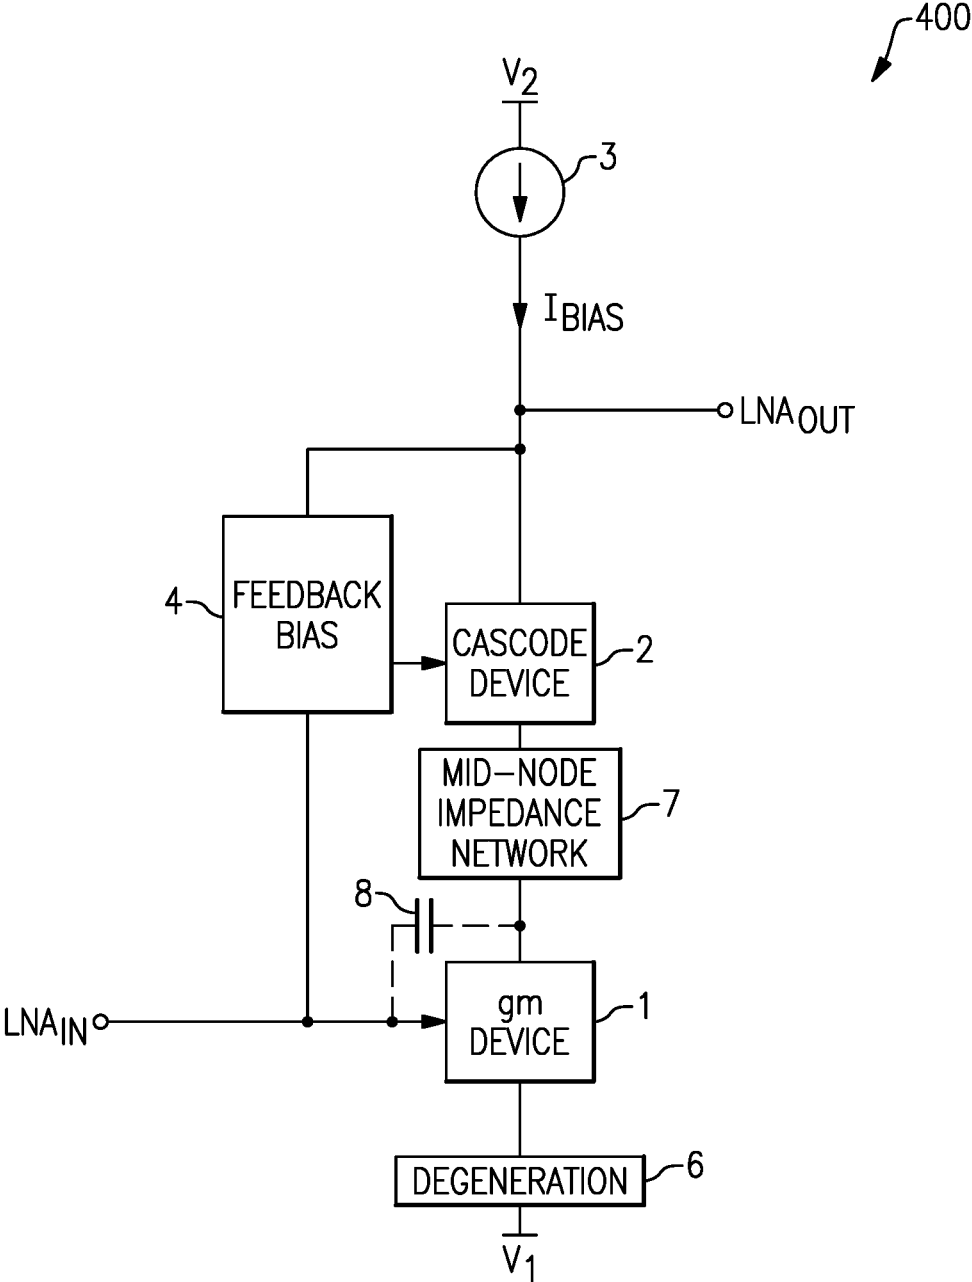 400
V2
3
IBIAS
LNAOUT
4
FEEDBACK
BIAS
CASCODE
DEVICE
2
MID-NODE
IMPEDANCE
NETWORK
7
8
LNAIN
gm
DEVICE
1
DEGENERATION
6
V1